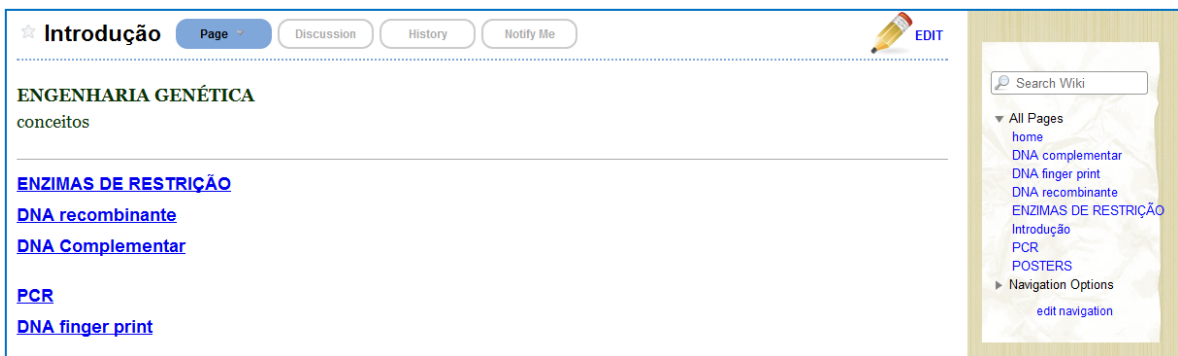 Introdução Page Discussion History Notify Me EDIT
ENGENHARIA GENÉTICA
conceitos
ENZIMAS DE RESTRIÇÃO
DNA recombinante
DNA Complementar
PCR
DNA finger print
Search Wiki
All Pages
home
DNA complementar
DNA finger print
DNA recombinante
ENZIMAS DE RESTRIÇÃO
Introdução
PCR
POSTERS
Navigation Options
edit navigation